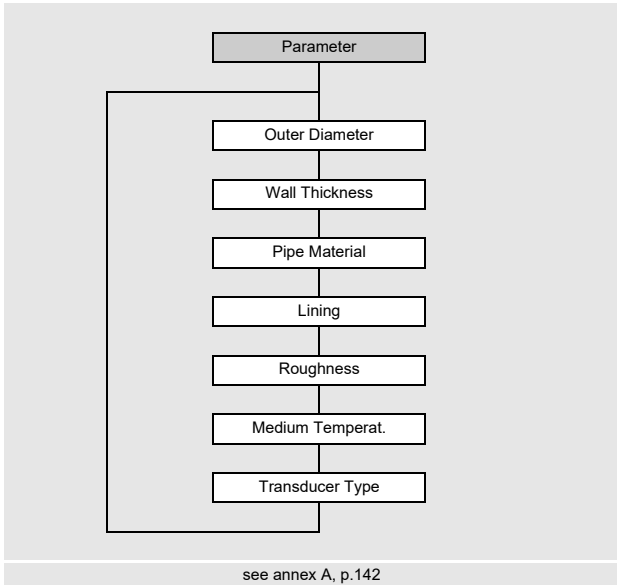 Parameter
Outer Diameter
Wall Thickness
Pipe Material
Lining
Roughness
Medium Temperat.
Transducer Type
see annex A, p.142